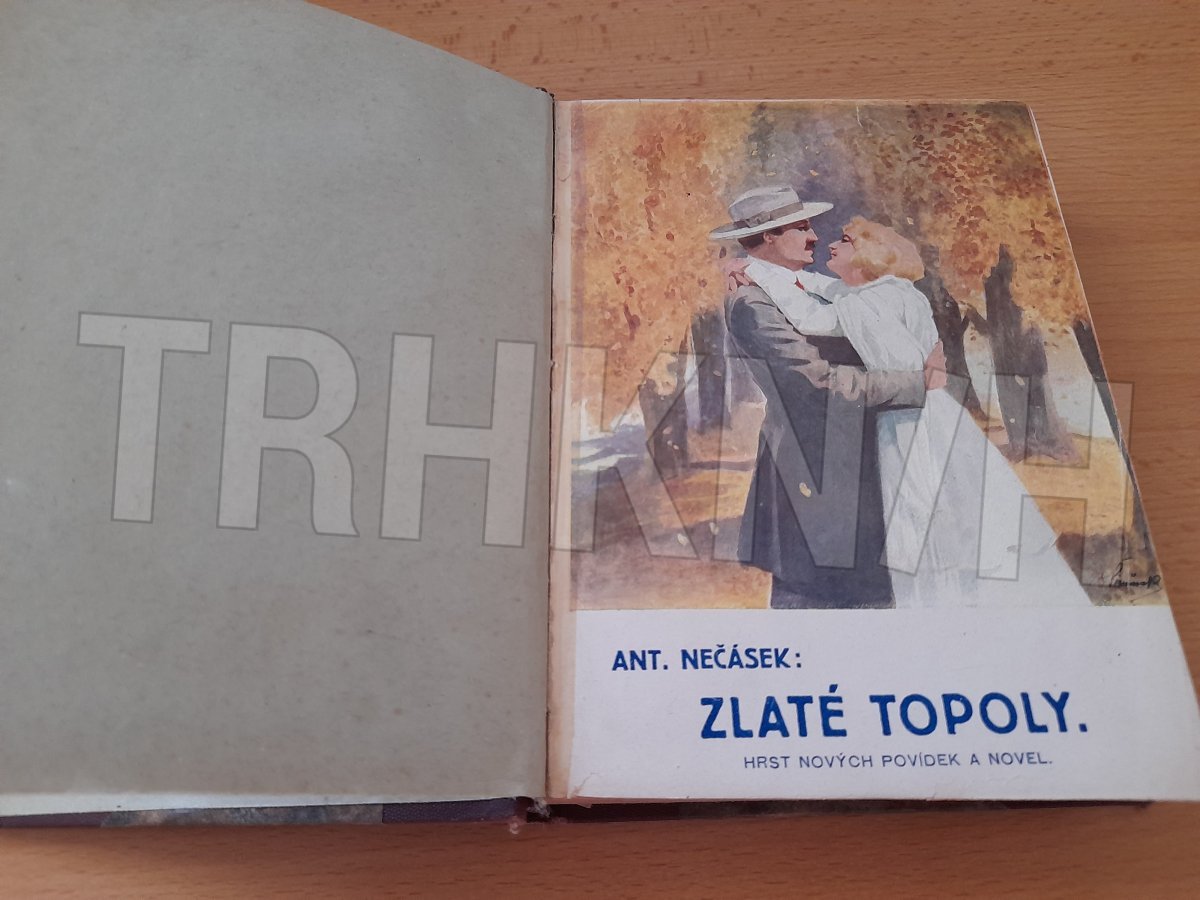 TRHKNIH
ANT. NEČÁSEK:
ZLATÉ TOPOLY.
HRST NOVÝCH POVÍDEK A NOVEL.